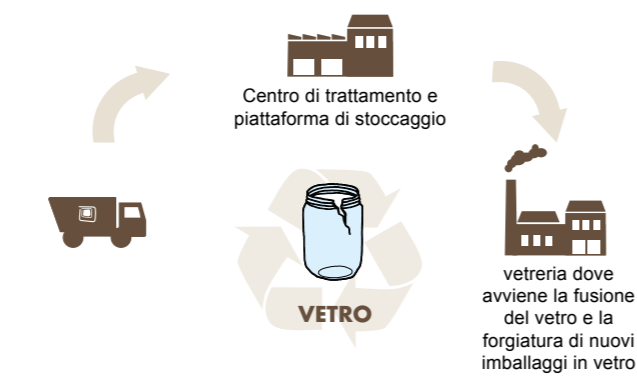 Centro di trattamento e
piattaforma di stoccaggio
VETRO
vetreria dove
avviene la fusione
del vetro e la
forgiatura di nuovi
imballaggi in vetro